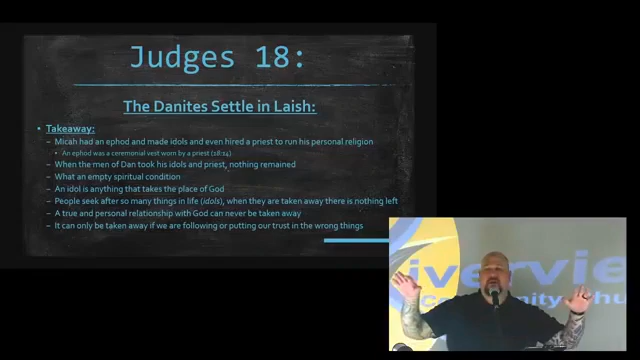 Judges 18:
The Danites Settle in Laish:
Takeaway:
Micah had an ephod and made idols and even hired a priest to run his personal religion
An ephod was a ceremonial vest worn by a priest (18:14)
When the men of Dan took his idols and priest, nothing remained
What an empty spiritual condition
An idol is anything that takes the place of God
People seek after so many things in life (idols), when they are taken away there is nothing left
A true and personal relationship with God can never be taken away
It can only be taken away if we are following or putting our trust in the wrong things